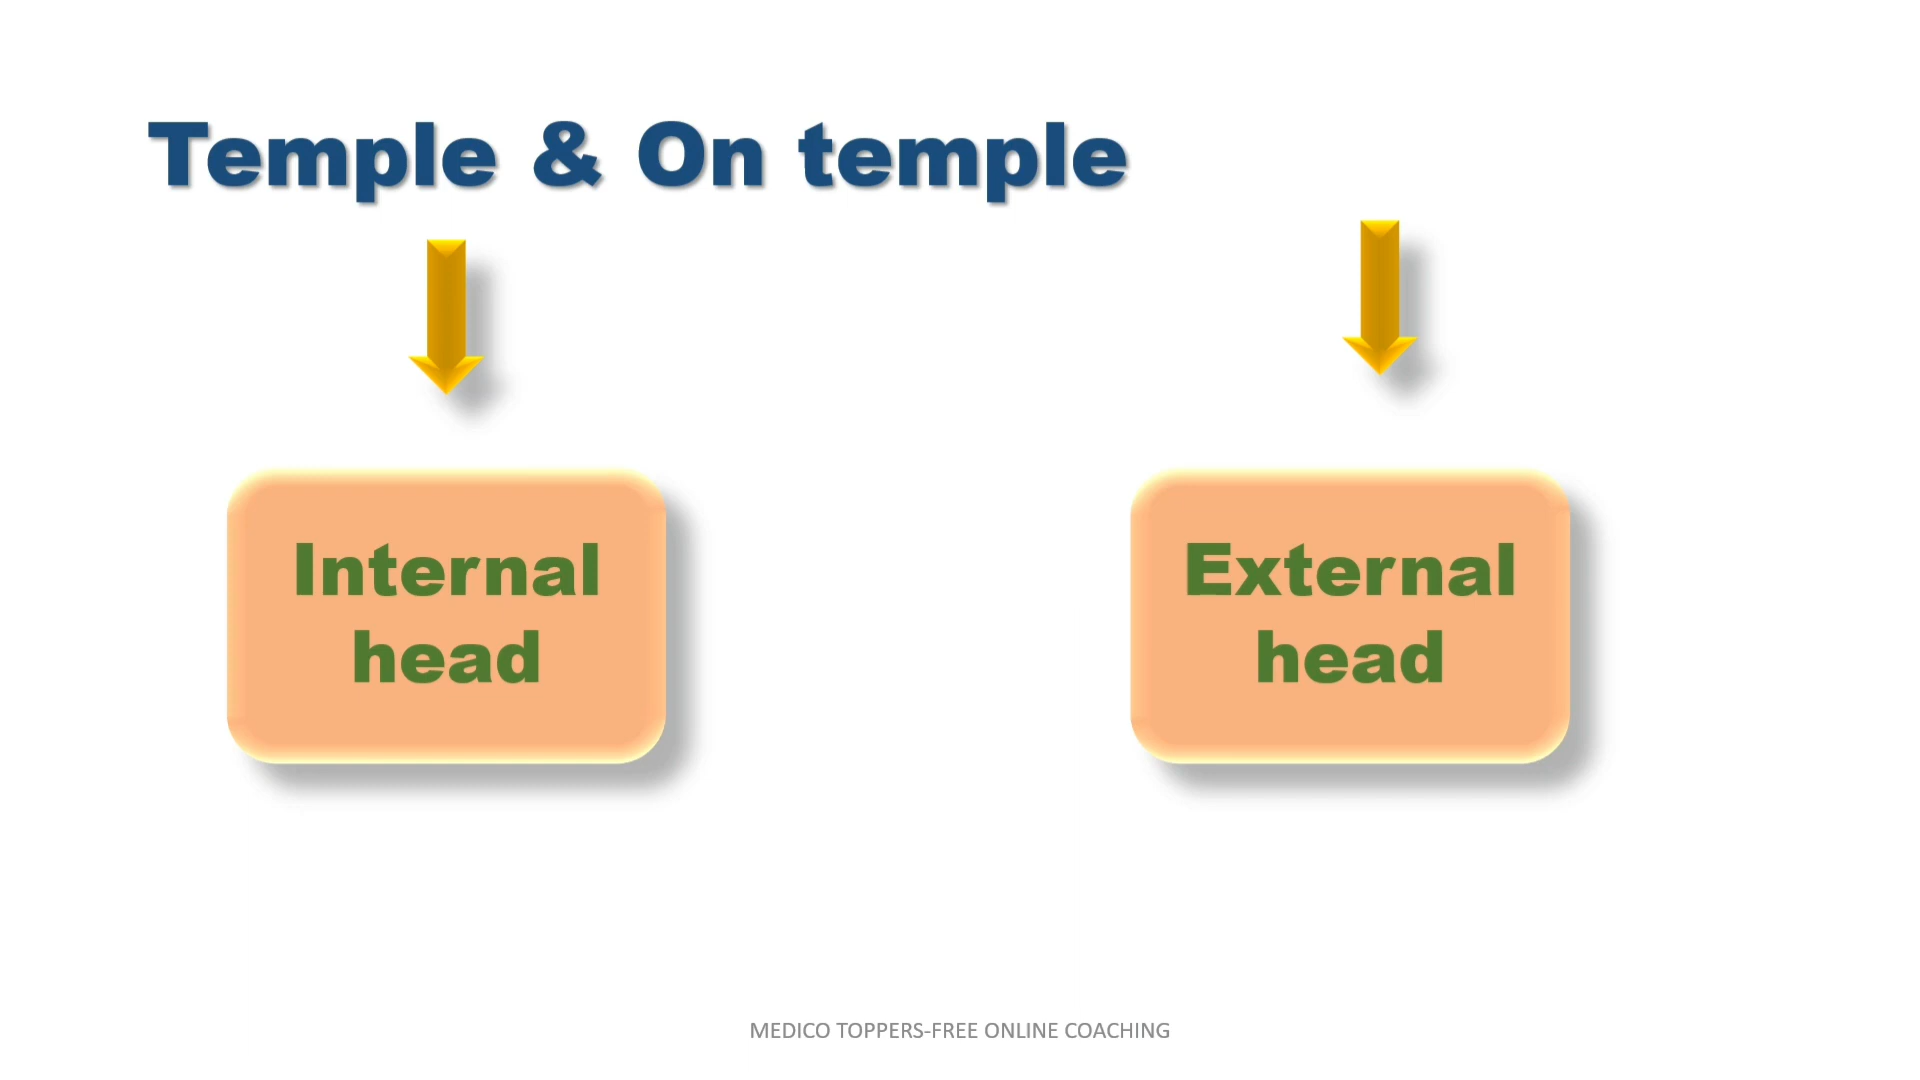 Temple & On temple
Internal
head
External
head
MEDICO TOPPERS-FREE ONLINE COACHING